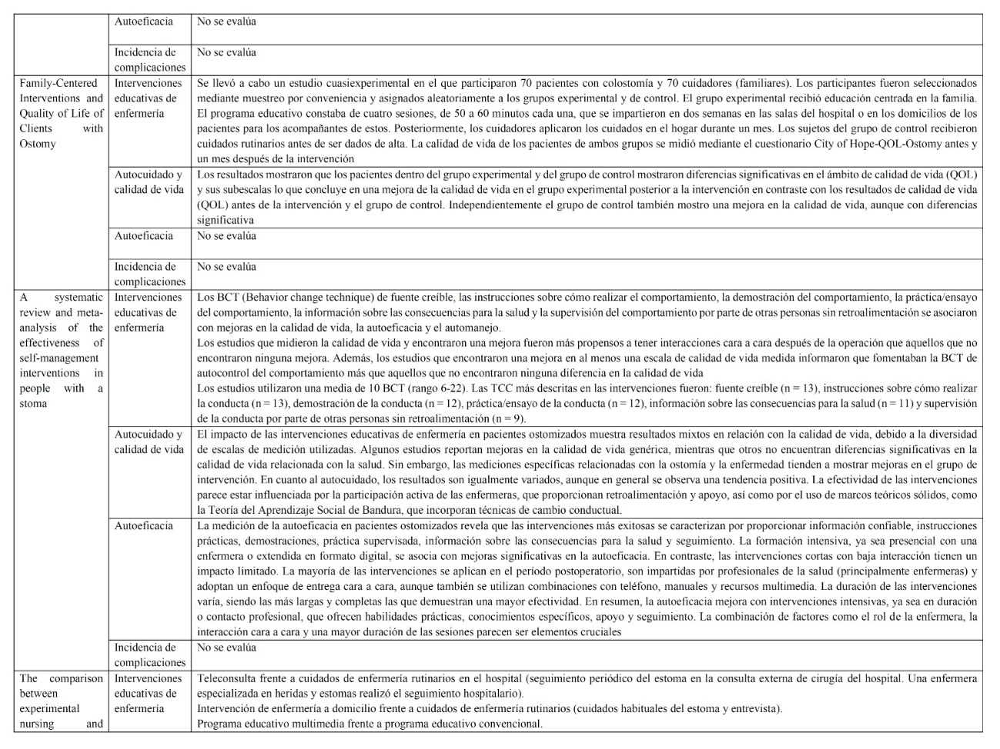 Autoeficacia
No se evalúa
Incidencia de
complicaciones
No se evalúa
Family-Centered
Interventions and
Quality of Life of
Clients with
Ostomy
Intervenciones
educativas de
enfermería
Se llevó a cabo un estudio cuasiexperimental en el que participaron 70 pacientes con colostomía y 70 cuidadores (familiares). Los participantes fueron seleccionados
mediante muestreo por conveniencia y asignados aleatoriamente a los grupos experimental y de control. El grupo experimental recibió educación centrada en la familia.
El programa educativo constaba de cuatro sesiones, de 50 a 60 minutos cada una, que se impartieron en dos semanas en las salas del hospital o en los domicilios de los
pacientes para los acompañantes de estos. Posteriormente, los cuidadores aplicaron los cuidados en el hogar durante un mes. Los sujetos del grupo de control recibieron
cuidados rutinarios antes de ser dados de alta. La calidad de vida de los pacientes de ambos grupos se midió mediante el cuestionario City of Hope-QOL-Ostomy antes y
un mes después de la intervención
Autocuidado y
calidad de vida
Los resultados mostraron que los pacientes dentro del grupo experimental y del grupo de control mostraron diferencias significativas en el ámbito de calidad de vida (QOL)
y sus subescalas lo que concluye en una mejora de la calidad de vida en el grupo experimental posterior a la intervención en contraste con los resultados de calidad de vida
(QOL) antes de la intervención y el grupo de control. Independientemente el grupo de control también mostro una mejora en la calidad de vida, aunque con diferencias
significativa
Autoeficacia
No se evalúa
Incidencia de
complicaciones
No se evalúa
A systematic
review and meta-
analysis of the
effectiveness of
self-management
interventions in
people with a
stoma
Intervenciones
educativas de
enfermería
Los BCT (Behavior change technique) de fuente creíble, las instrucciones sobre cómo realizar el comportamiento, la demostración del comportamiento, la práctica/ensayo
del comportamiento, la información sobre las consecuencias para la salud y la supervisión del comportamiento por parte de otras personas sin retroalimentación se asociaron
con mejoras en la calidad de vida, la autoeficacia y el automanejo.
Los estudios que midieron la calidad de vida y encontraron una mejora fueron más propensos a tener interacciones cara a cara después de la operación que aquellos que no
encontraron ninguna mejora. Además, los estudios que encontraron una mejora en al menos una escala de calidad de vida medida informaron que fomentaban la BCT de
autocontrol del comportamiento más que aquellos que no encontraron ninguna diferencia en la calidad de vida
Los estudios utilizaron una media de 10 BCT (rango 6-22). Las TCC más descritas en las intervenciones fueron: fuente creíble (n = 13), instrucciones sobre cómo realizar
la conducta (n = 13), demostración de la conducta (n = 12), práctica/ensayo de la conducta (n = 12), información sobre las consecuencias para la salud (n = 11) y supervisión
de la conducta por parte de otras personas sin retroalimentación (n = 9).
Autocuidado y
calidad de vida
El impacto de las intervenciones educativas de enfermería en pacientes ostomizados muestra resultados mixtos en relación con la calidad de vida, debido a la diversidad
de escalas de medición utilizadas. Algunos estudios reportan mejoras en la calidad de vida genérica, mientras que otros no encuentran diferencias significativas en la
calidad de vida relacionada con la salud. Sin embargo, las mediciones específicas relacionadas con la ostomía y la enfermedad tienden a mostrar mejoras en el grupo de
intervención. En cuanto al autocuidado, los resultados son igualmente variados, aunque en general se observa una tendencia positiva. La efectividad de las intervenciones
parece estar influenciada por la participación activa de las enfermeras, que proporcionan retroalimentación y apoyo, así como por el uso de marcos teóricos sólidos, como
la Teoría del Aprendizaje Social de Bandura, que incorporan técnicas de cambio conductual.
Autoeficacia
La medición de la autoeficacia en pacientes ostomizados revela que las intervenciones más exitosas se caracterizan por proporcionar información confiable, instrucciones
prácticas, demostraciones, práctica supervisada, información sobre las consecuencias para la salud y seguimiento. La formación intensiva, ya sea presencial con una
enfermera o extendida en formato digital, se asocia con mejoras significativas en la autoeficacia. En contraste, las intervenciones cortas con baja interacción tienen un
impacto limitado. La mayoría de las intervenciones se aplican en el período postoperatorio, son impartidas por profesionales de la salud (principalmente enfermeras) y
adoptan un enfoque de entrega cara a cara, aunque también se utilizan combinaciones con teléfono, manuales y recursos multimedia. La duración de las intervenciones
varía, siendo las más largas y completas las que demuestran una mayor efectividad. En resumen, la autoeficacia mejora con intervenciones intensivas, ya sea en duración
o contacto profesional, que ofrecen habilidades prácticas, conocimientos específicos, apoyo y seguimiento. La combinación de factores como el rol de la enfermera, la
interacción cara a cara y una mayor duración de las sesiones parecen ser elementos cruciales
Incidencia de
complicaciones
No se evalúa
The comparison
between
experimental
nursing and
Intervenciones
educativas de
enfermería
Teleconsulta frente a cuidados de enfermería rutinarios en el hospital (seguimiento periódico del estoma en la consulta externa de cirugía del hospital. Una enfermera
especializada en heridas y estomas realizó el seguimiento hospitalario).
Intervención de enfermería a domicilio frente a cuidados de enfermería rutinarios (cuidados habituales del estoma y entrevista).
Programa educativo multimedia frente a programa educativo convencional.